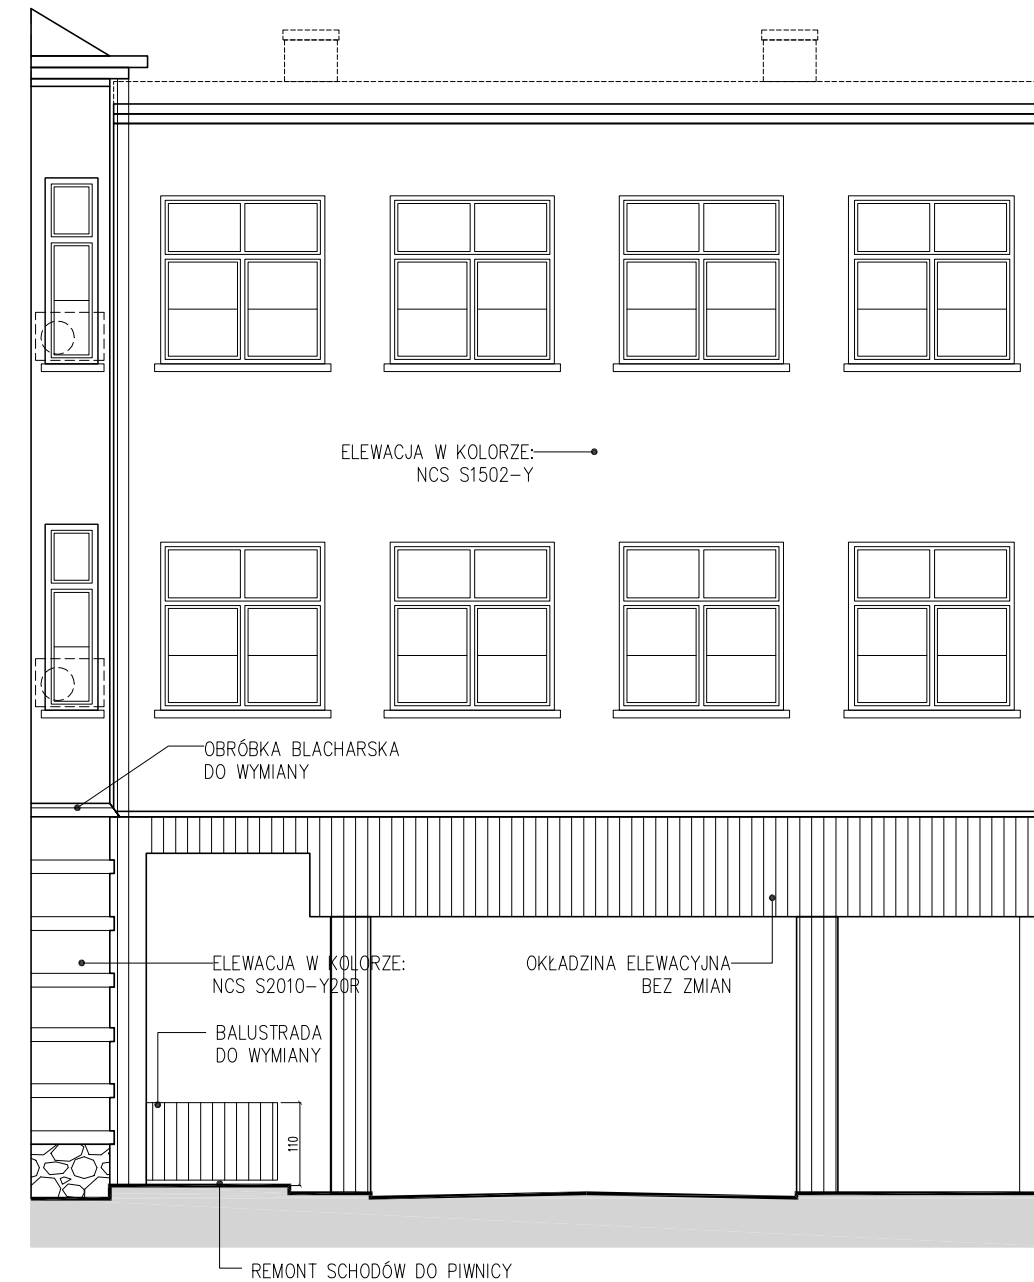 ELEWACJA W KOLORZE:
NCS S1502-Y
OBRÓBKA BLACHARSKA
DO WYMIANY
ELEWACJA W KOLORZE:
NCS S2010-Y20R
OKŁADZINA ELEWACYJNA
BEZ ZMIAN
BALUSTRADA
DO WYMIANY
110
REMONT SCHODÓW DO PIWNICY